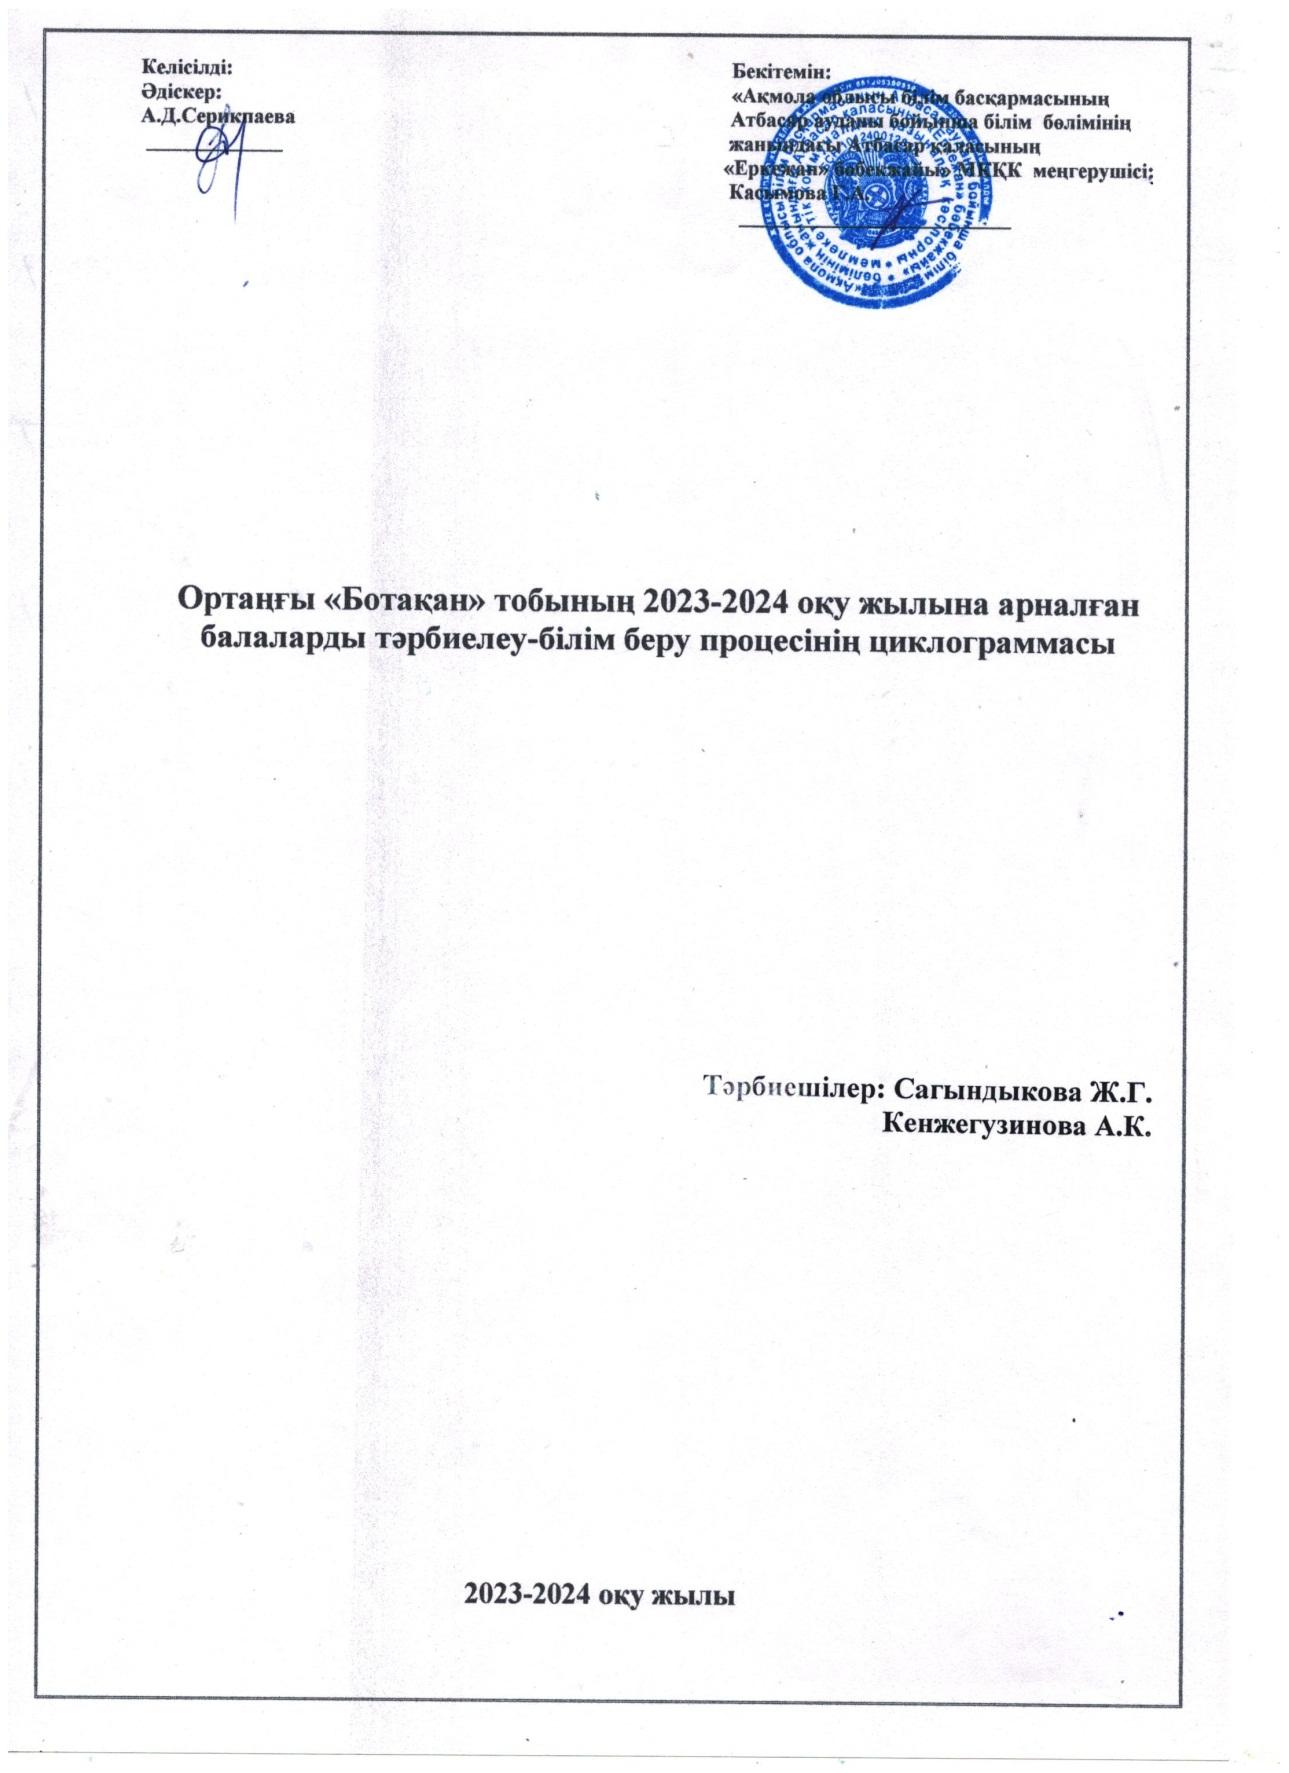 Келісілді:
Әдіскер:
А.Д.Серикпаева
Бекітемін:
«Ақмола облысы білім басқармасының
Атбасар ауданы бойынша білім бөлімінің
жанындағы Атбасар қаласының
«Еркежан» бөбекжайы» МКҚК меңгерушісі:
Касымова Г.А.
Ортаңғы «Ботақан» тобының 2023-2024 оқу жылына арналған
балаларды тәрбиелеу-білім беру процесінің циклограммасы
Тәрбиешілер: Сагындыкова Ж.Г.
Кенжегузинова А.К.
2023-2024 оқу жылы